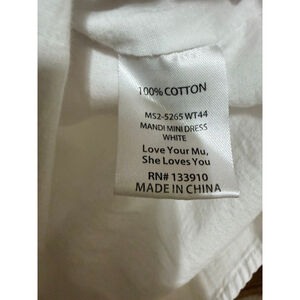 100% COTTON
MS2-5265 WT44
MANDI MINI DRESS
WHITE
Love Your Mu,
She Loves You
RN# 133910
MADE IN CHINA